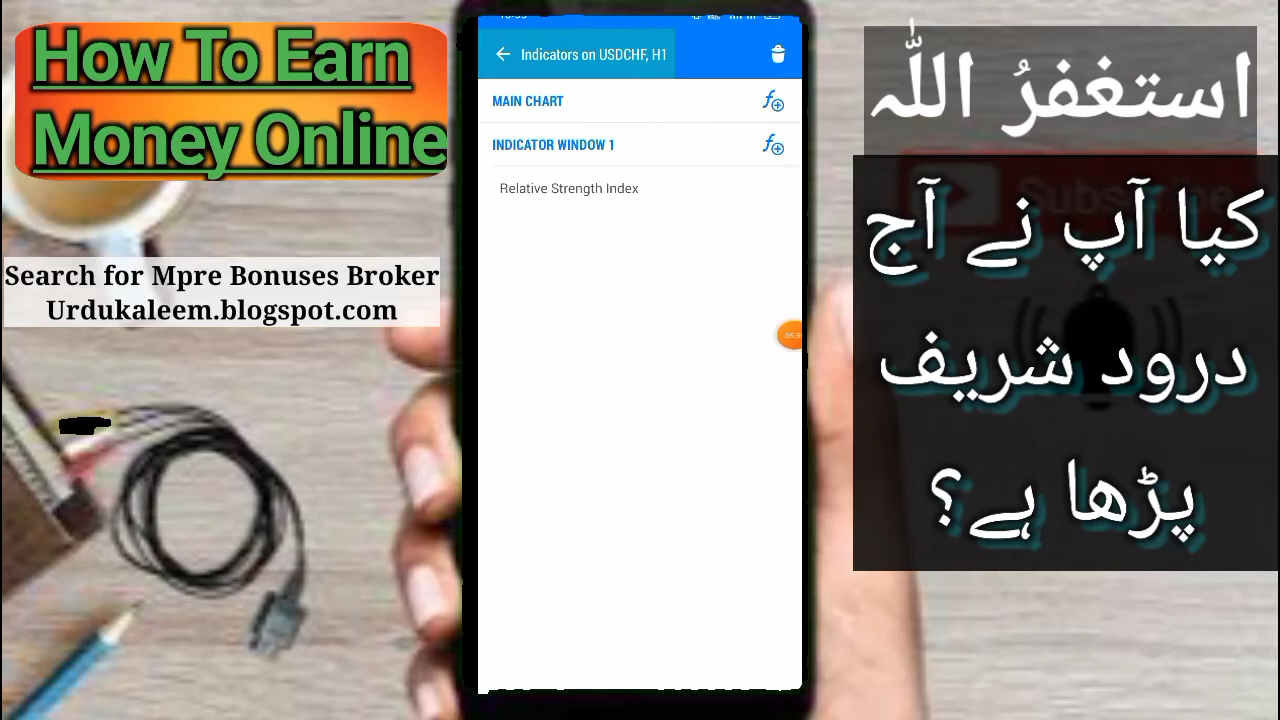 How To Earn
Money Online
Search for Mpre Bonuses Broker
Urdukaleem.blogspot.com
Indicators on USDCHF, H1
MAIN CHART
INDICATOR WINDOW 1
Relative Strength Index
استغفرُ اللّٰہ
کیا آپ نے آج
درود شریف
پڑھا ہے؟
Subscribe